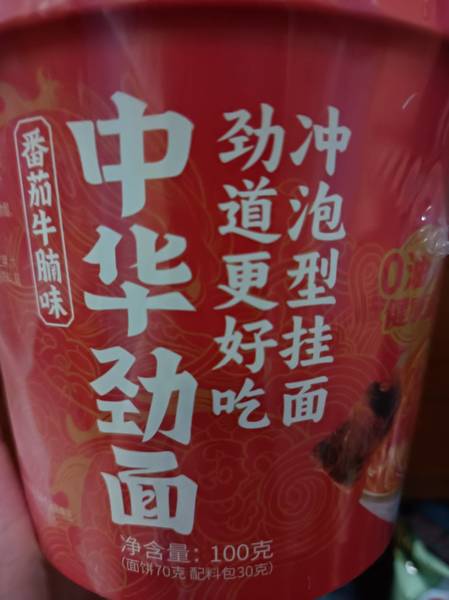 番茄牛腩味
中华劲面
冲泡型挂面
劲道更好吃
净含量：100克
(面饼70克 配料包30克)